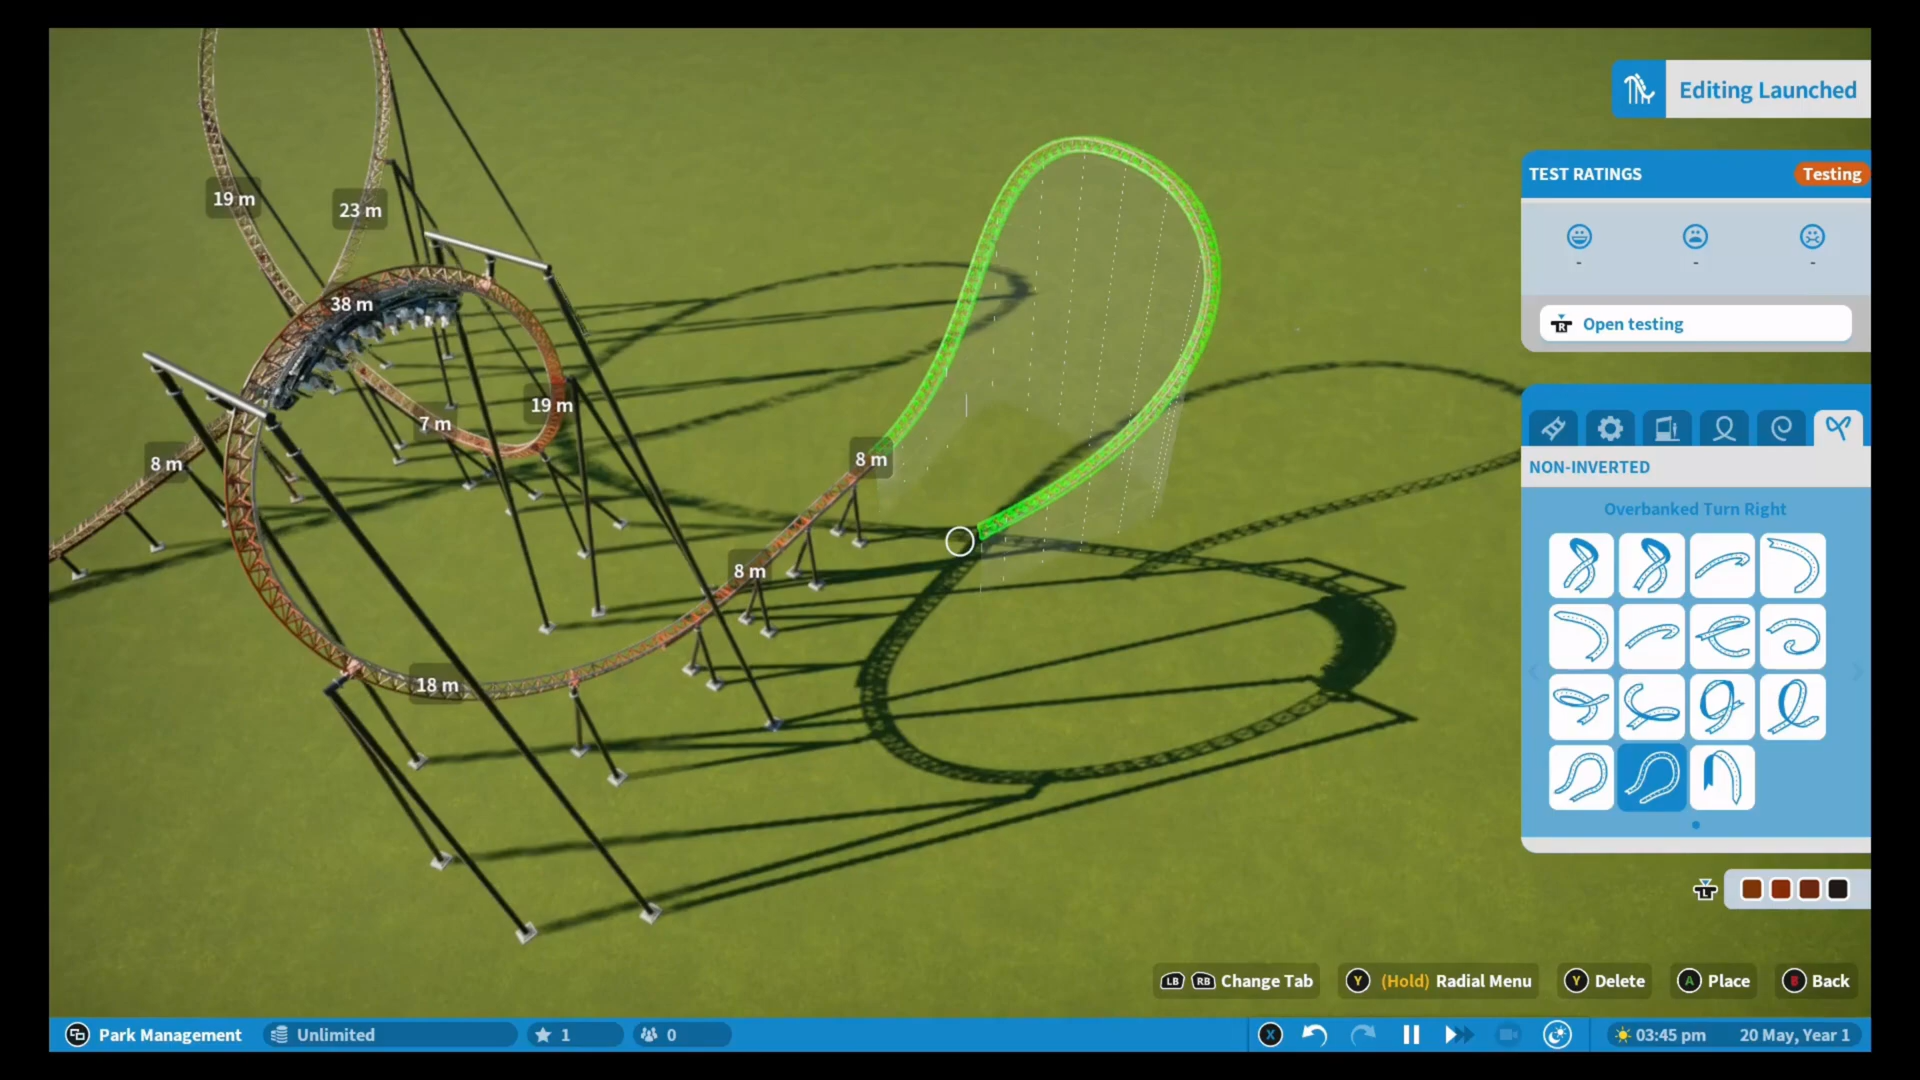 Editing Launched
TEST RATINGS
Testing
-
-
-
R
Open testing
NON-INVERTED
Overbanked Turn Right
19 m
23 m
38 m
19 m
7 m
8 m
8 m
8 m
18 m
L
LB RB Change Tab
Y (Hold) Radial Menu
Y Delete
A Place
B Back
Park Management
Unlimited
1
0
X
03:45 pm
20 May, Year 1